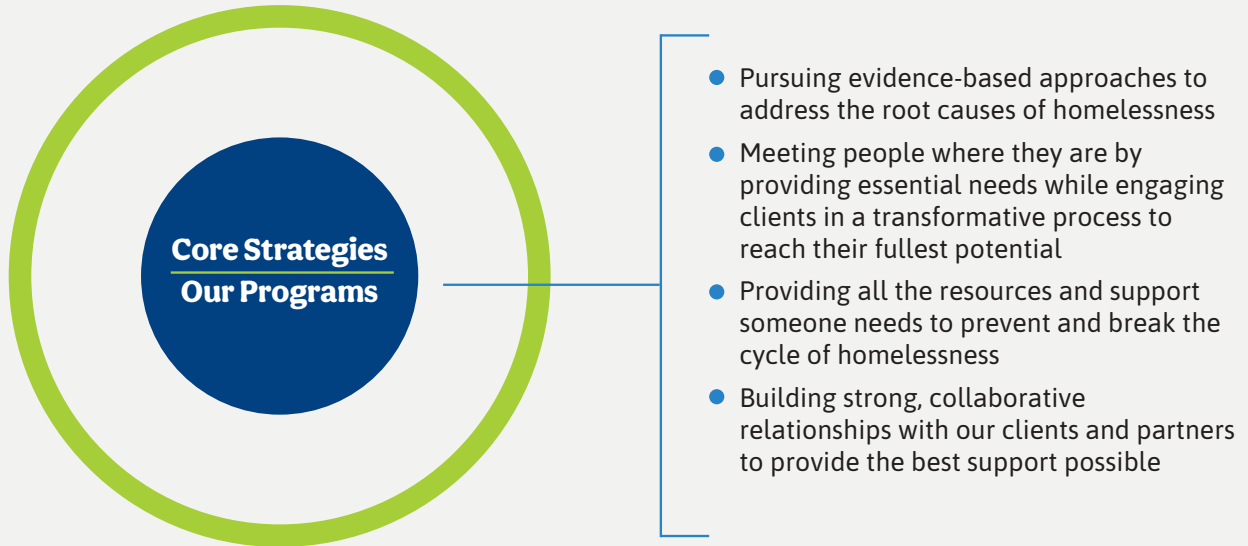 Core Strategies
Our Programs
Pursuing evidence-based approaches to
address the root causes of homelessness
Meeting people where they are by
providing essential needs while engaging
clients in a transformative process to
reach their fullest potential
Providing all the resources and support
someone needs to prevent and break the
cycle of homelessness
Building strong, collaborative
relationships with our clients and partners
to provide the best support possible